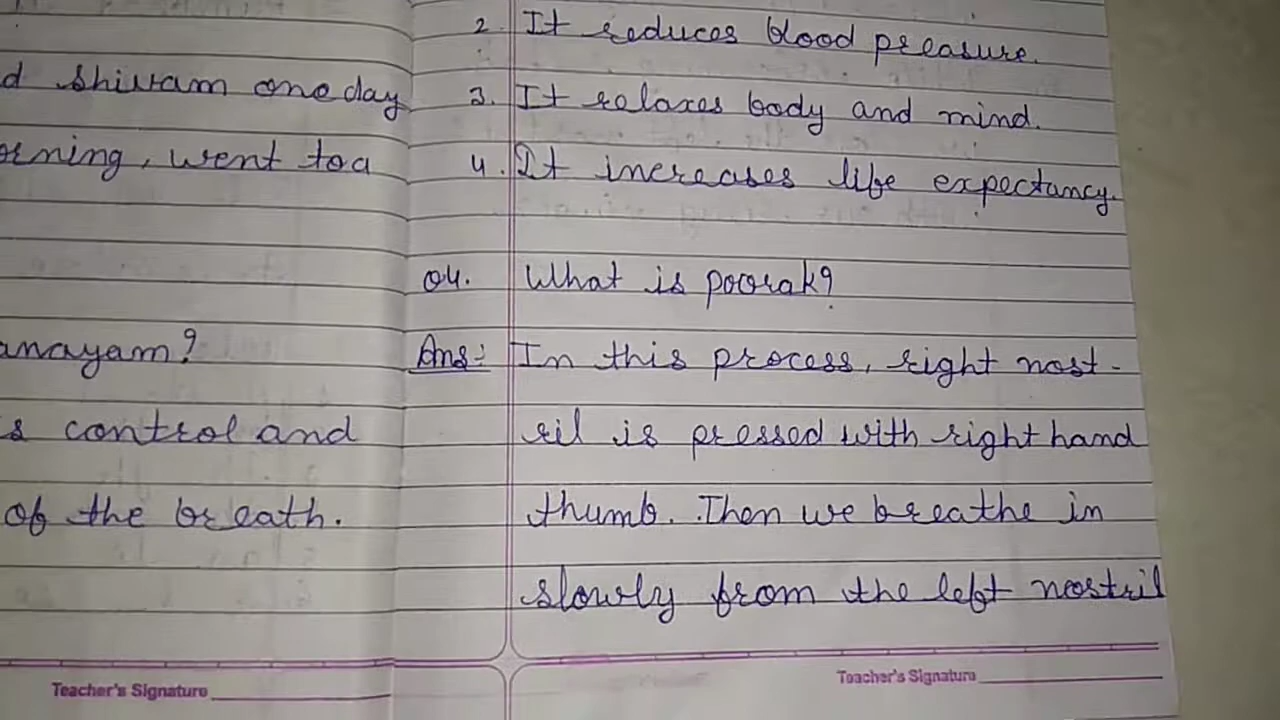 d shivam one day
orning, went to a
anayam?
s control and
of the breath.
Teacher's Signature
2. It reduces blood preasure.
3. It relaxes body and mind.
4. It increases life expectancy.
Q4. What is poorak?
Ans: In this process, right nost-
ril is pressed with right hand
thumb. Then we breathe in
slowly from the left nostril
Teacher's Signature